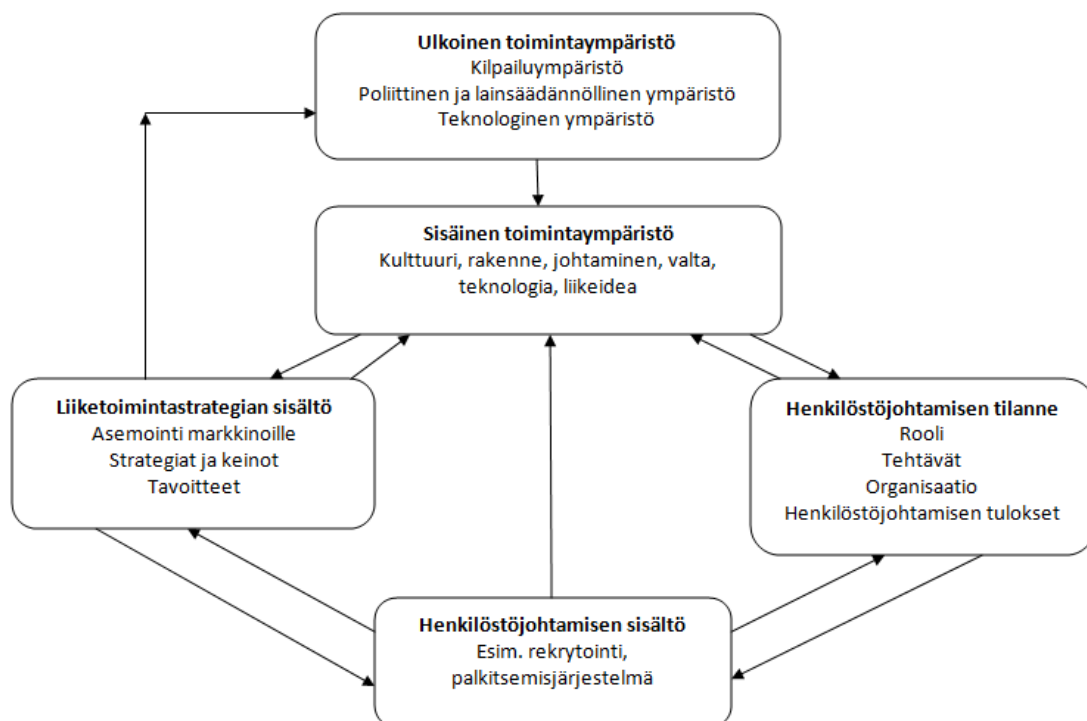 Ulkoinen toimintaympäristö
Kilpailuympäristö
Poliittinen ja lainsäädännöllinen ympäristö
Teknologinen ympäristö
Sisäinen toimintaympäristö
Kulttuuri, rakenne, johtaminen, valta,
teknologia, liikeidea
Liiketoimintastrategian sisältö
Asemointi markkinoille
Strategiat ja keinot
Tavoitteet
Henkilöstöjohtamisen tilanne
Rooli
Tehtävät
Organisaatio
Henkilöstöjohtamisen tulokset
Henkilöstöjohtamisen sisältö
Esim. rekrytointi,
palkitsemisjärjestelmä